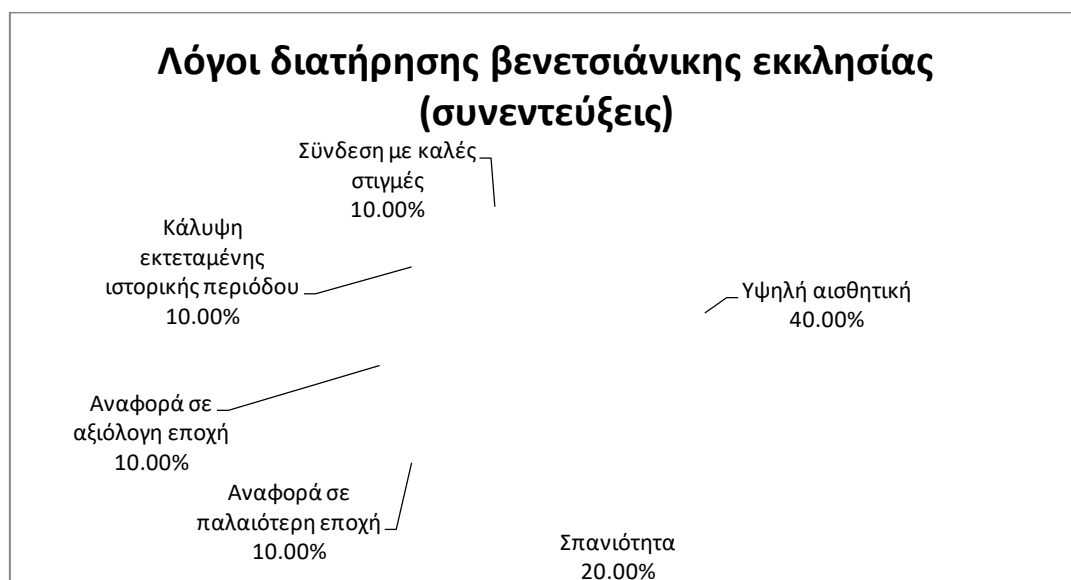 Λόγοι διατήρησης βενετσιάνικης εκκλησίας
(συνεντεύξεις)
Σϋνδεση με καλές
στιγμές
10.00%
Κάλυψη
εκτεταμένης
ιστορικής περιόδου
10.00%
Υψηλή αισθητική
40.00%
Αναφορά σε
αξιόλογη εποχή
10.00%
Αναφορά σε
παλαιότερη εποχή
10.00%
Σπανιότητα
20.00%